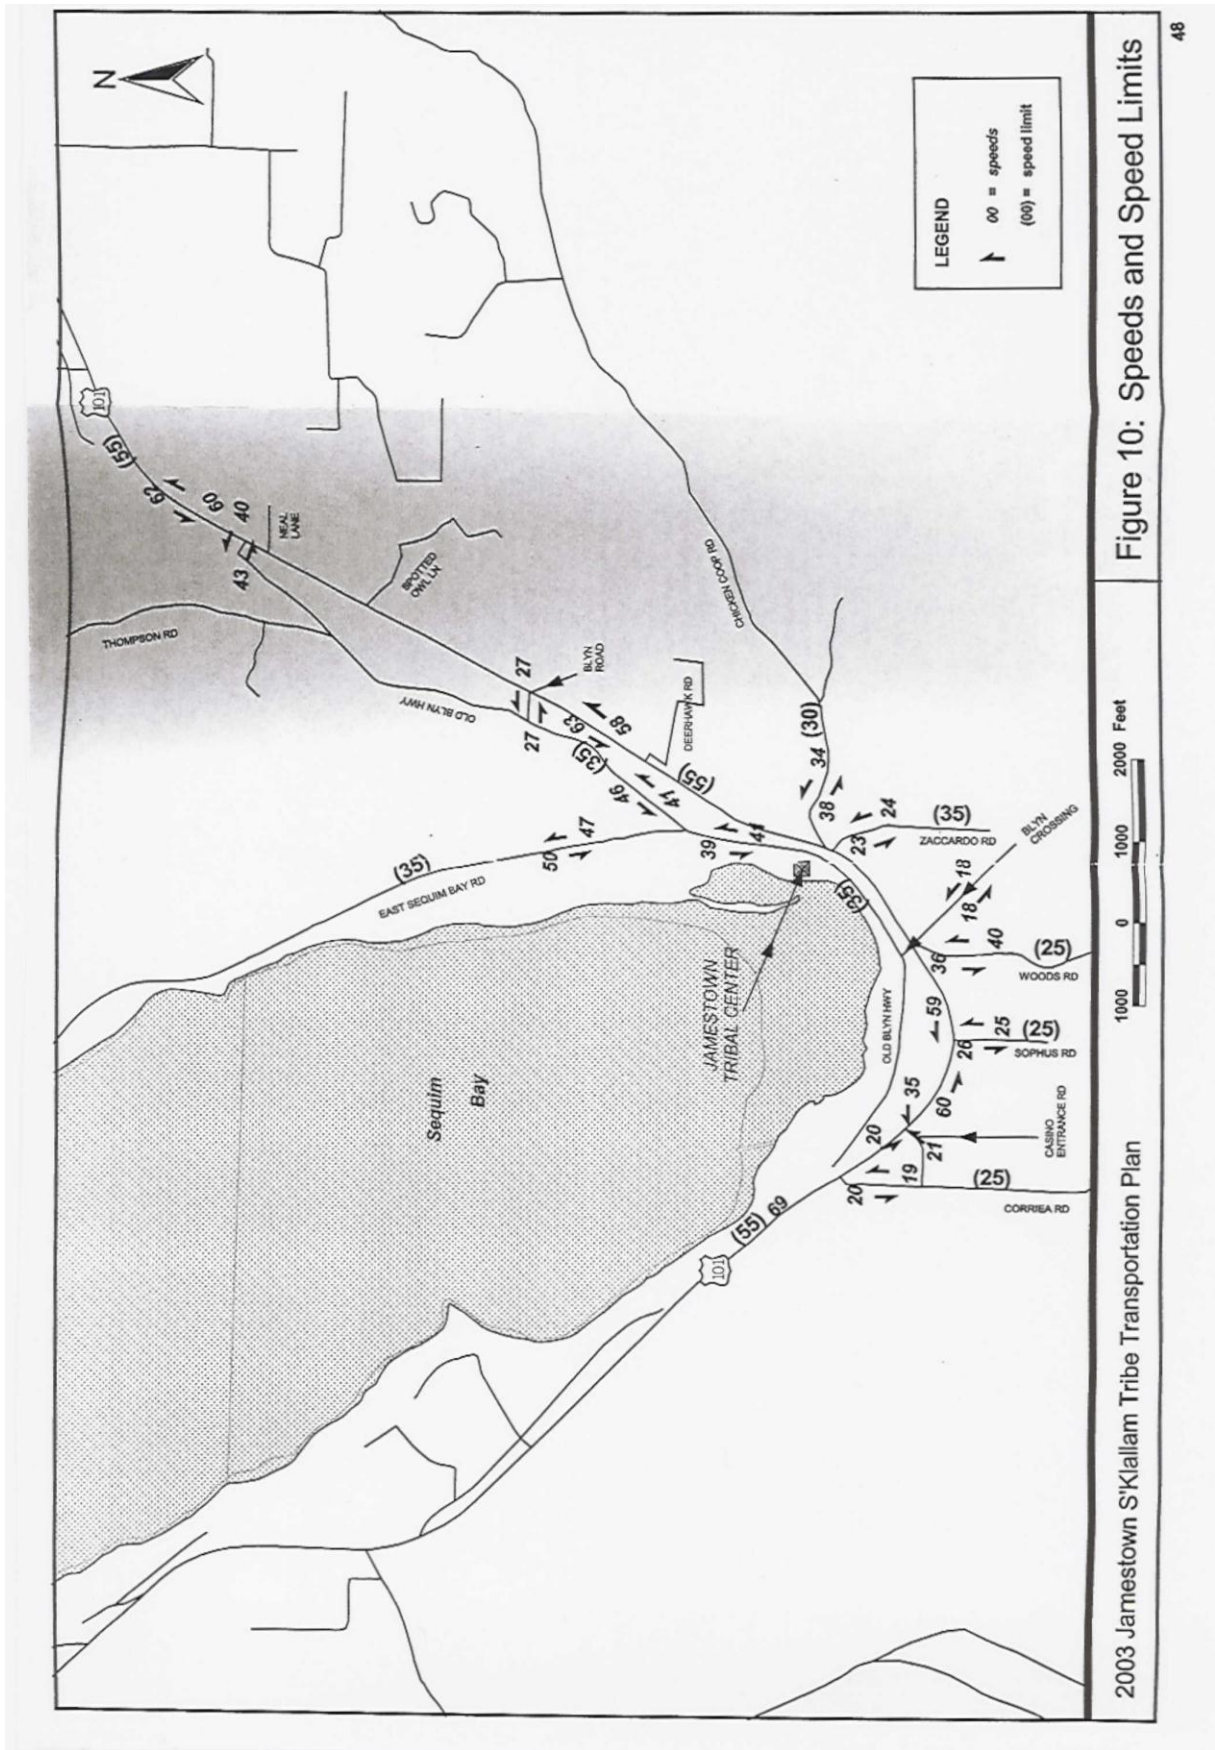 N
101
(55)
62
60
40
43
NEAL
LANE
THOMPSON RD
SPOTTED
OWL LN
OLD BLYN HWY
27
27
BLYN
ROAD
63
58
(35)
46
41
(55)
DEERHAWK RD
CHICKEN COOP RD
(30)
34
38
24
23
(35)
ZACCARDO RD
BLYN
CROSSING
18
18
(35)
EAST SEQUIM BAY RD
50
47
39
41
(35)
JAMESTOWN
TRIBAL CENTER
Sequim
Bay
OLD BLYN HWY
36
40
(25)
WOODS RD
59
26
25
(25)
SOPHUS RD
60
35
20
21
19
20
CASINO
ENTRANCE RD
(25)
CORRIEA RD
(55)
69
101
LEGEND
00 = speeds
(00) = speed limit
1000 0 1000 2000 Feet
2003 Jamestown S'Klallam Tribe Transportation Plan
Figure 10: Speeds and Speed Limits
48